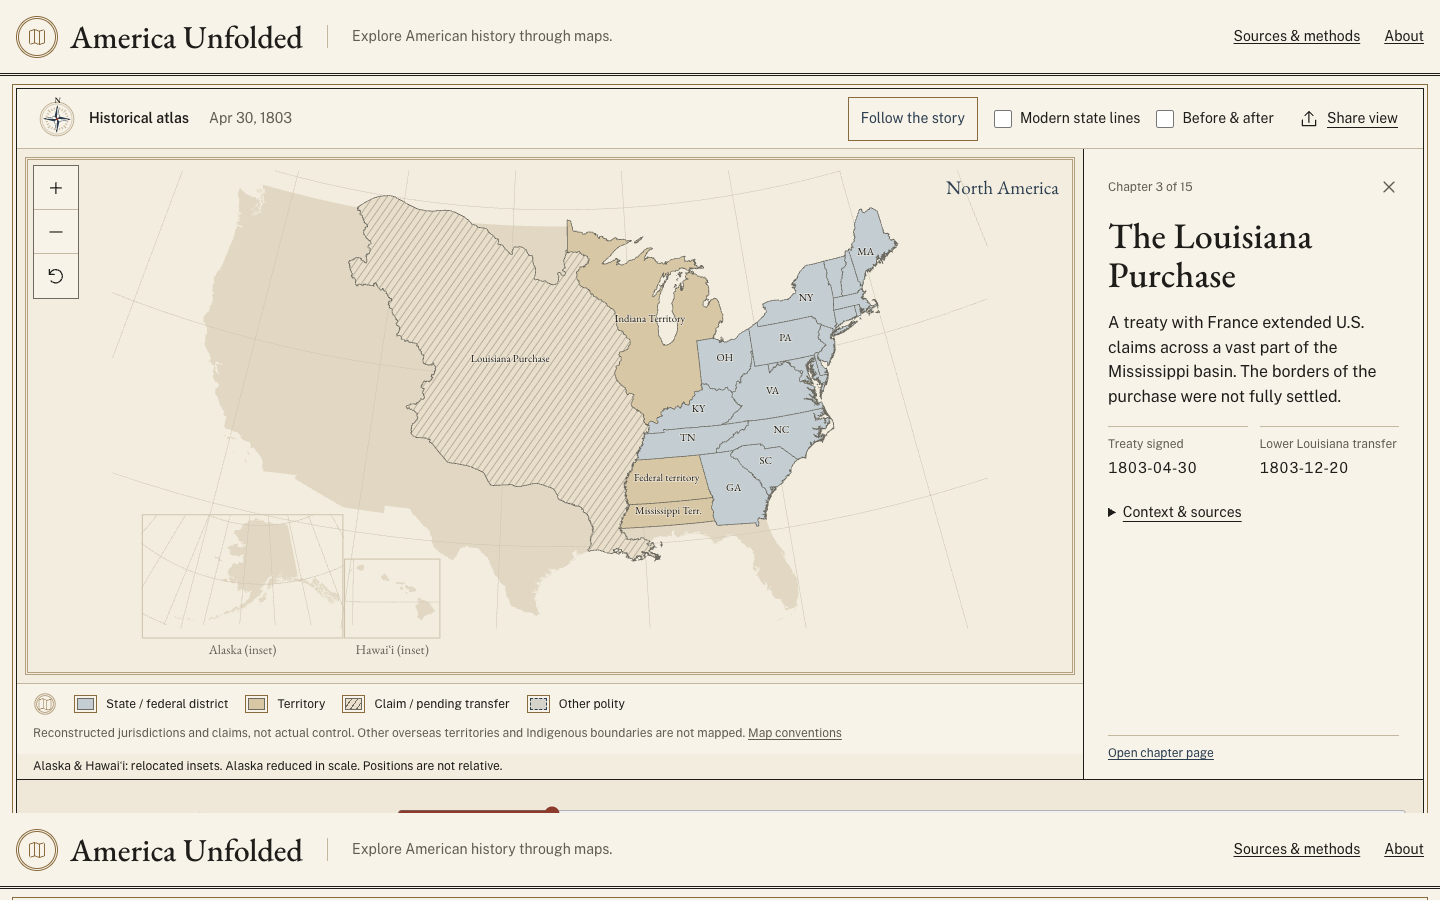 America Unfolded
Explore American history through maps.
Sources & methods
About
N
Historical atlas
Apr 30, 1803
Follow the story
Modern state lines
Before & after
Share view
North America
MA
NY
Indiana Territory
PA
Louisiana Purchase
OH
VA
KY
NC
TN
SC
Federal territory
GA
Mississippi Terr.
Alaska (inset)
Hawaiʻi (inset)
Chapter 3 of 15
The Louisiana
Purchase
A treaty with France extended U.S.
claims across a vast part of the
Mississippi basin. The borders of the
purchase were not fully settled.
Treaty signed
1803-04-30
Lower Louisiana transfer
1803-12-20
Context & sources
Open chapter page
State / federal district
Territory
Claim / pending transfer
Other polity
Reconstructed jurisdictions and claims, not actual control. Other overseas territories and Indigenous boundaries are not mapped. Map conventions
Alaska & Hawaiʻi: relocated insets. Alaska reduced in scale. Positions are not relative.
America Unfolded
Explore American history through maps.
Sources & methods
About